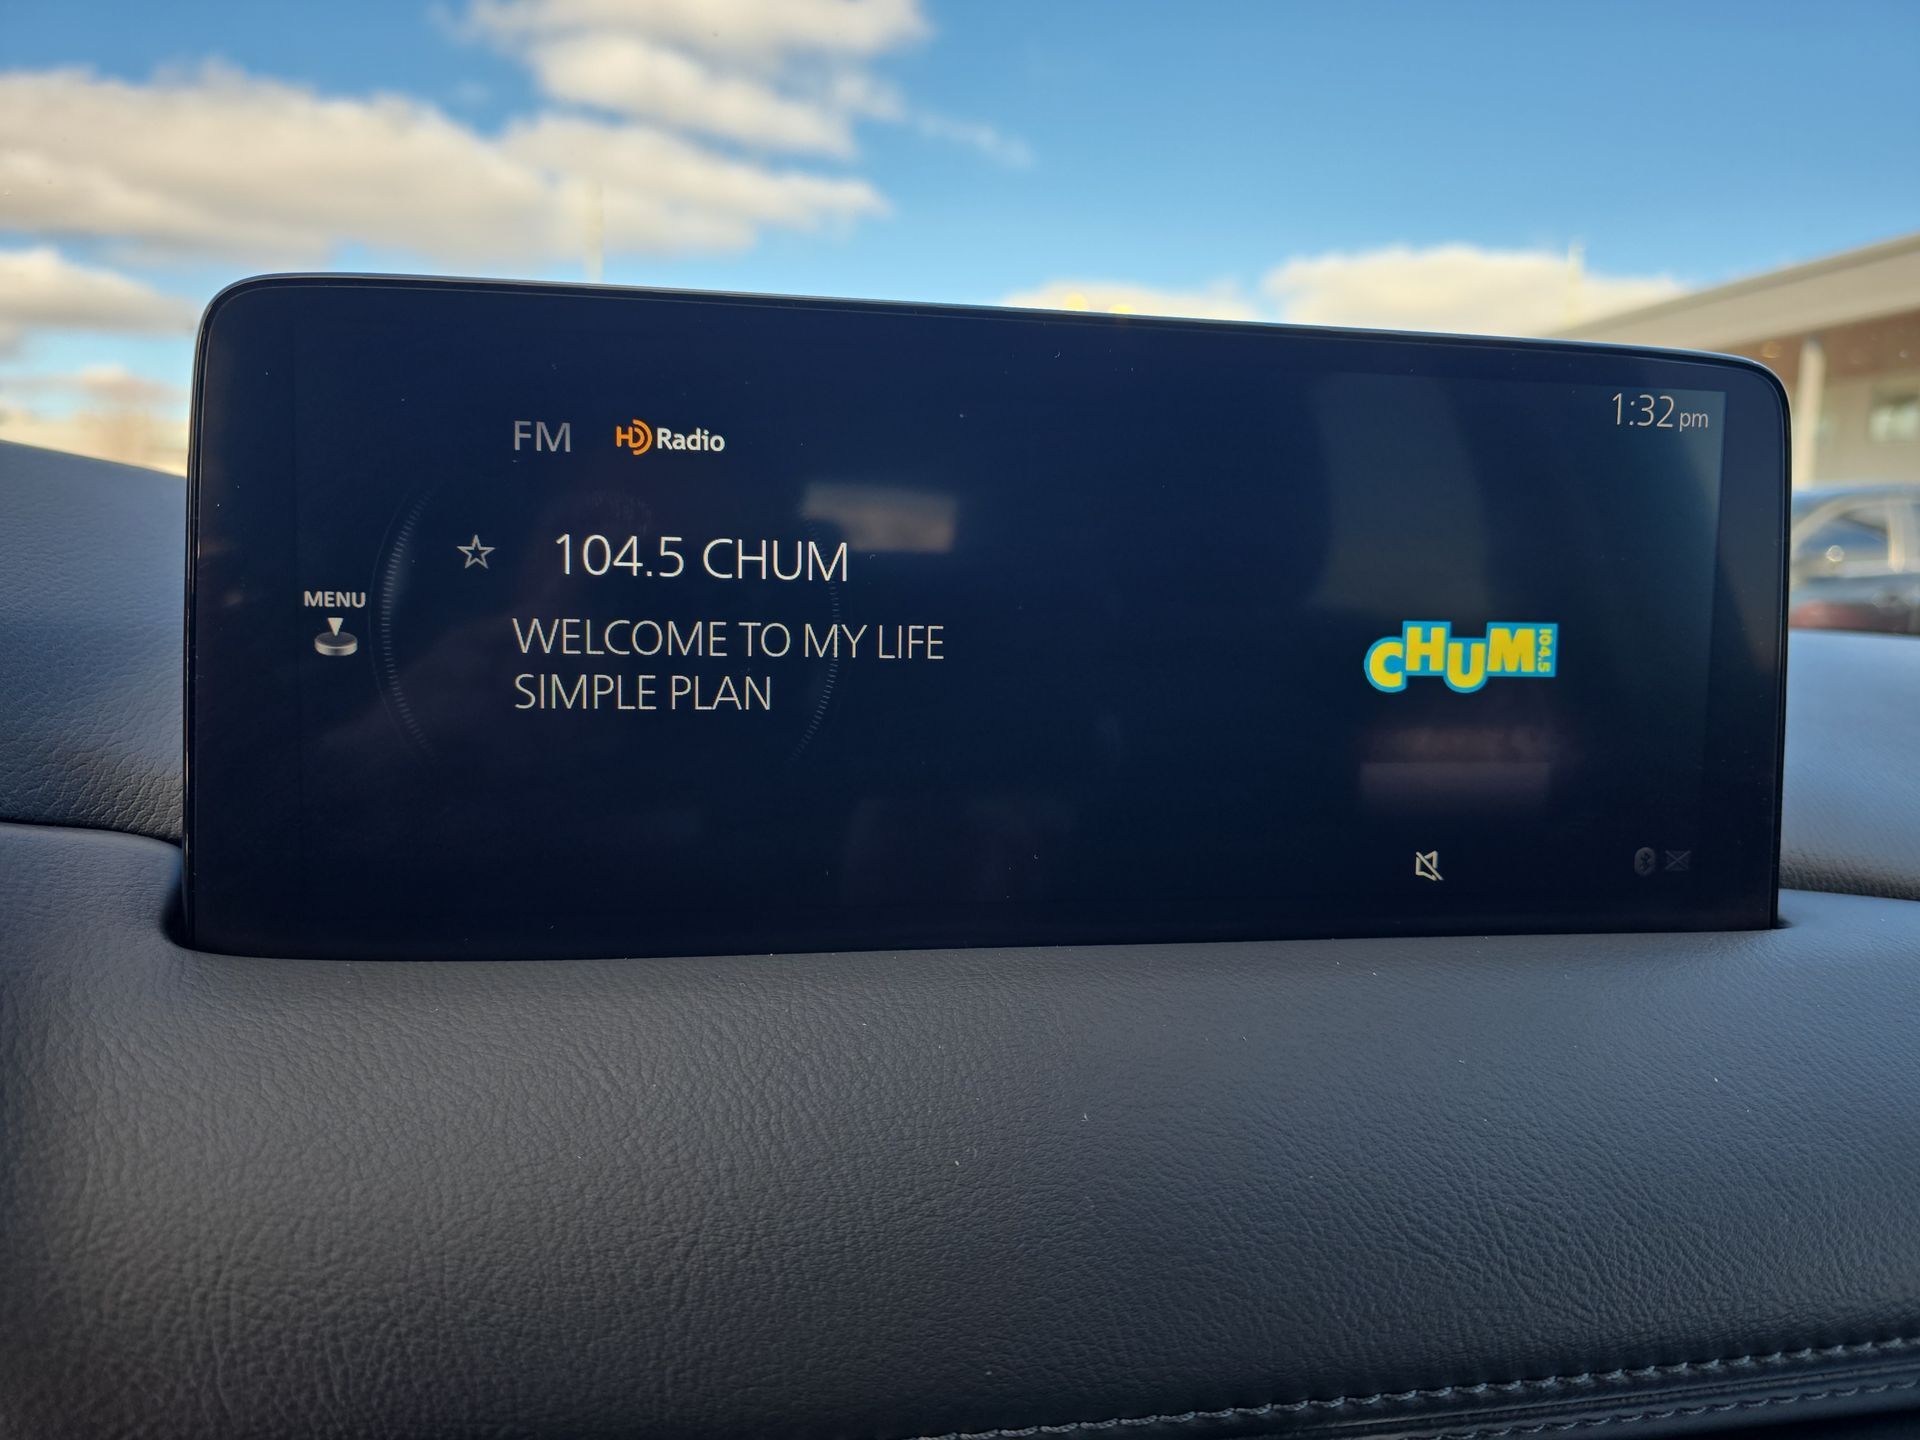 1:32 pm
FM HD Radio
104.5 CHUM
MENU
WELCOME TO MY LIFE
SIMPLE PLAN
CHUM 104.5